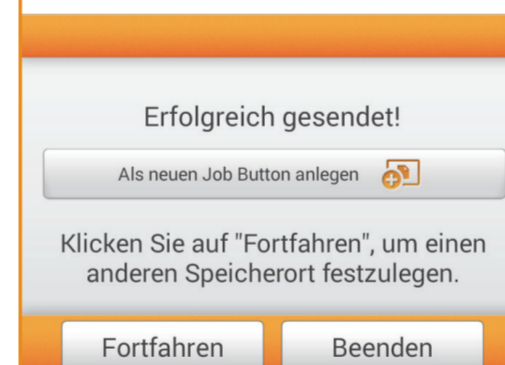 Erfolgreich gesendet!
Als neuen Job Button anlegen
Klicken Sie auf "Fortfahren", um einen
anderen Speicherort festzulegen.
Fortfahren
Beenden